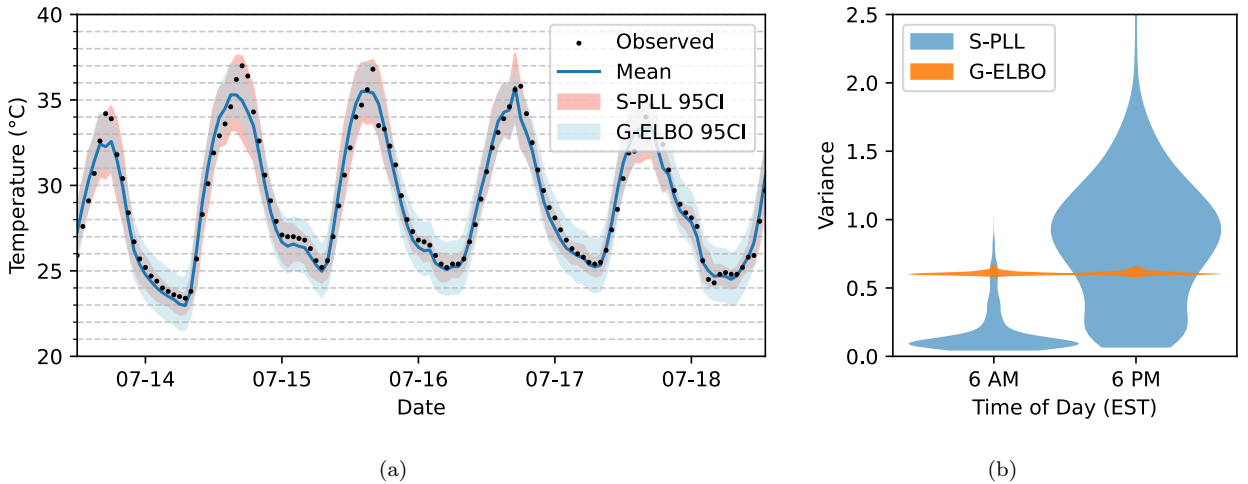 40
35
30
25
20
Temperature (°C)
Observed
Mean
S-PLL 95CI
G-ELBO 95CI
07-14
07-15
07-16
07-17
07-18
Date
(a)
2.5
2.0
1.5
1.0
0.5
0.0
Variance
S-PLL
G-ELBO
6 AM
6 PM
Time of Day (EST)
(b)